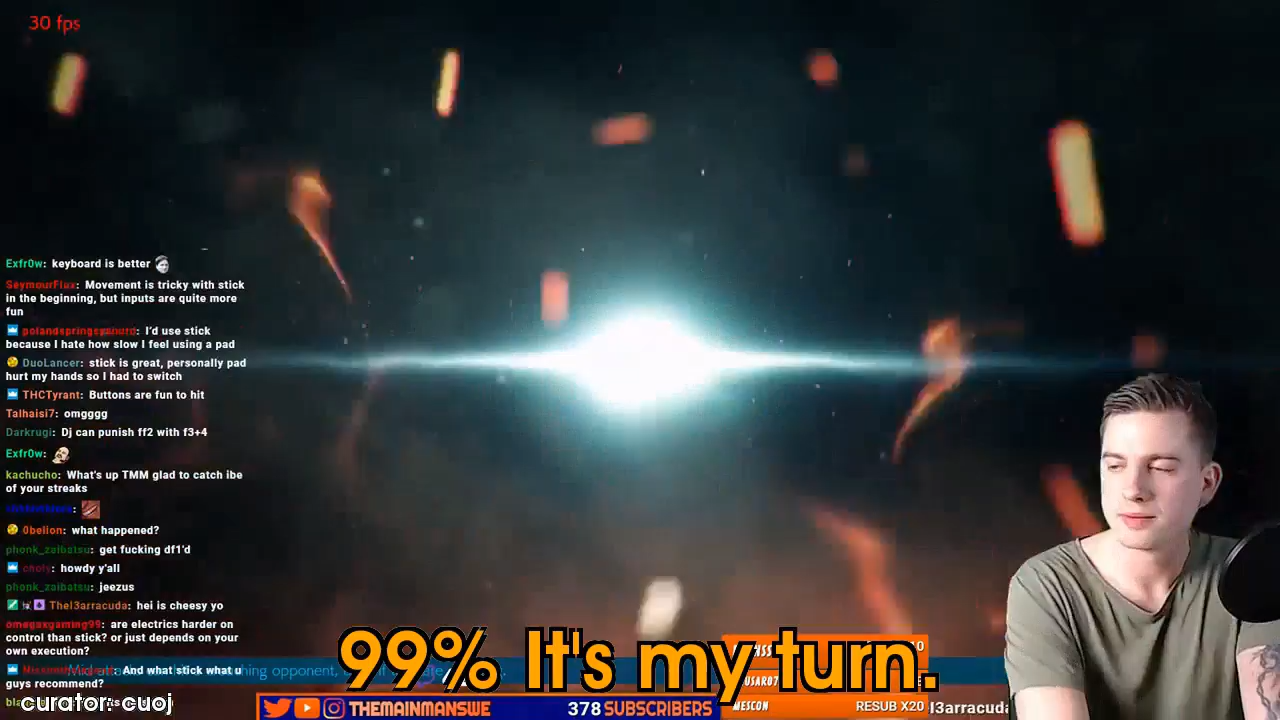 30 fps
Exfr0w: keyboard is better
SeymourFlux: Movement is tricky with stick
in the beginning, but inputs are quite more
fun
polandspringspunurd: I'd use stick
because I hate how slow I feel using a pad
DuoLancer: stick is great, personally pad
hurt my hands so I had to switch
THCTyrant: Buttons are fun to hit
Talhaisi7: omgggg
Darkrugi: Dj can punish ff2 with f3+4
Exfr0w:
kachucho: What's up TMM glad to catch ibe
of your streaks
0belion: what happened?
phonk_zaibatsu: get fucking df1'd
choly: howdy y'all
phonk_zaibatsu: jeezus
Thel3arracuda: hei is cheesy yo
omegaxgaming99: are electrics harder on
control than stick? or just depends on your
own execution?
And what stick what u
guys recommend?
curator: cuoj
99% It's my turn.
THEMAINMANSWE
378 SUBSCRIBERS
MESCON RESUB X20
l3arracuda